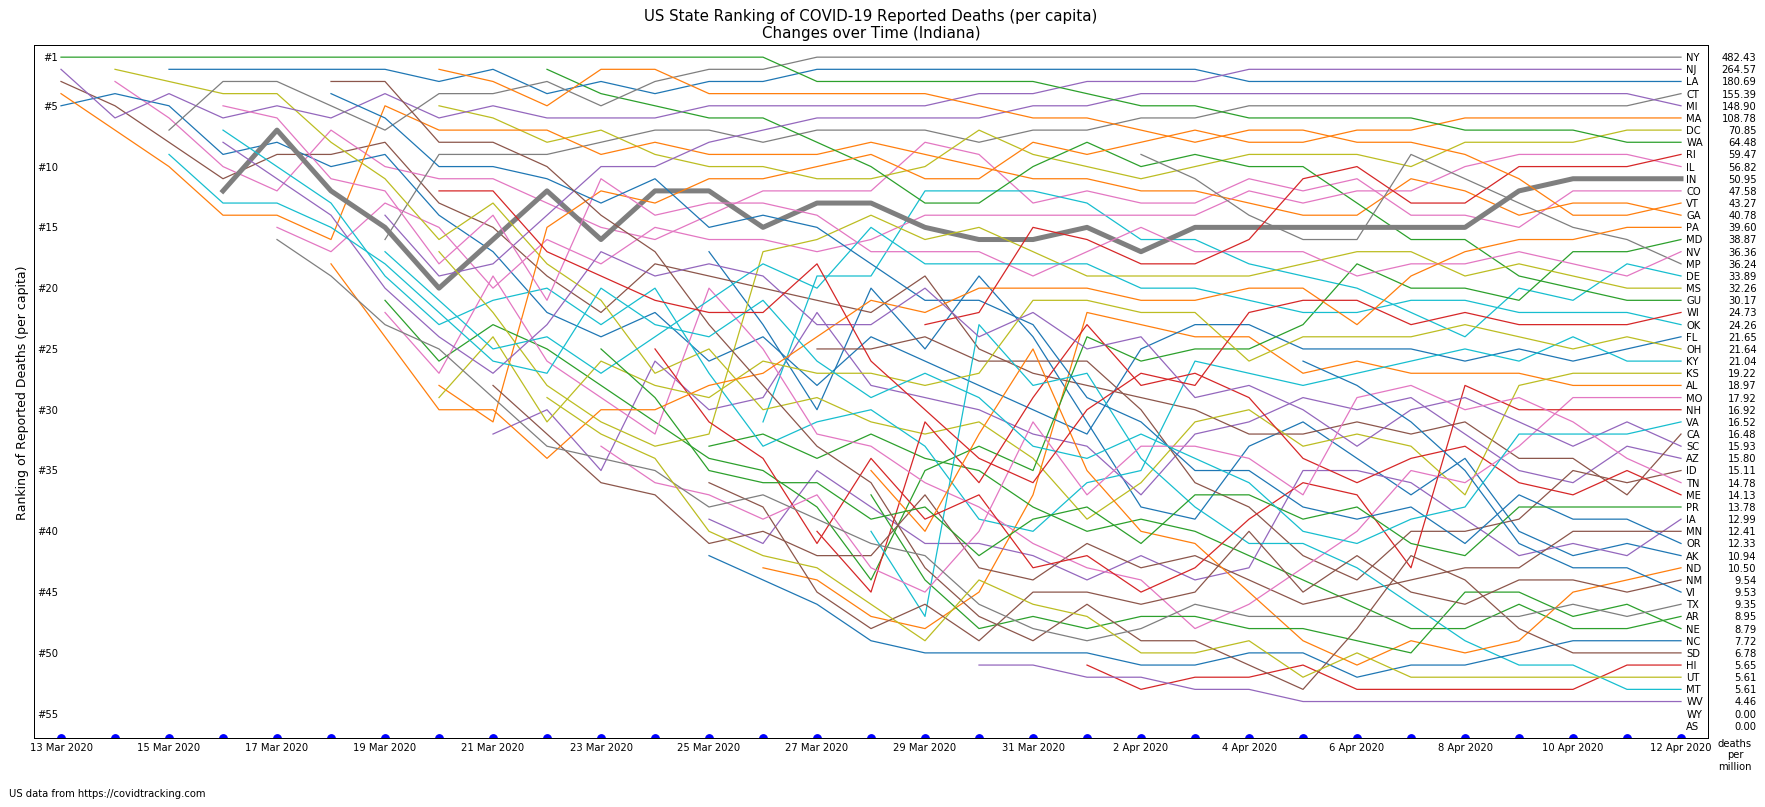 US State Ranking of COVID-19 Reported Deaths (per capita)
Changes over Time (Indiana)
Ranking of Reported Deaths (per capita)
#1
#5
#10
#15
#20
#25
#30
#35
#40
#45
#50
#55
NY 482.43
NJ 264.57
LA 180.69
CT 155.39
MI 148.90
MA 108.78
DC 70.85
WA 64.48
RI 59.47
IL 56.82
IN 50.95
CO 47.58
VT 43.27
GA 40.78
PA 39.60
MD 38.87
NV 36.36
MP 36.24
DE 33.89
MS 32.26
GU 30.17
WI 24.73
OK 24.26
FL 21.65
OH 21.64
KY 21.04
KS 19.22
AL 18.97
MO 17.92
NH 16.92
VA 16.52
CA 16.48
SC 15.93
AZ 15.80
ID 15.11
TN 14.78
ME 14.13
PR 13.78
IA 12.99
MN 12.41
OR 12.33
AK 10.94
ND 10.50
NM 9.54
VI 9.53
TX 9.35
AR 8.95
NE 8.79
NC 7.72
SD 6.78
HI 5.65
UT 5.61
MT 5.61
WV 4.46
WY 0.00
AS 0.00
13 Mar 2020 15 Mar 2020 17 Mar 2020 19 Mar 2020 21 Mar 2020 23 Mar 2020 25 Mar 2020 27 Mar 2020 29 Mar 2020 31 Mar 2020 2 Apr 2020 4 Apr 2020 6 Apr 2020 8 Apr 2020 10 Apr 2020 12 Apr 2020
deaths
per
million
US data from https://covidtracking.com